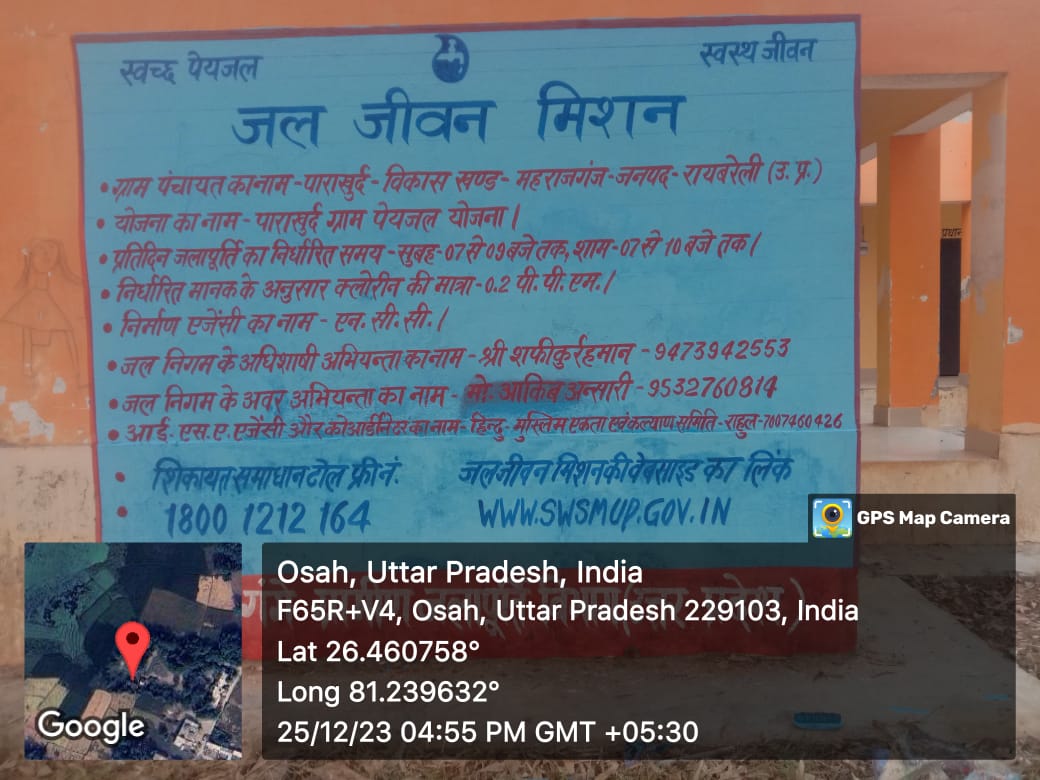 स्वच्छ पेयजल
स्वस्थ जीवन
जल जीवन मिशन
• ग्राम पंचायत का नाम - पाराखुर्द - विकास खण्ड - महराजगंज - जनपद - रायबरेली (उ. प्र.)
• योजना का नाम - पाराखुर्द ग्राम पेयजल योजना।
• प्रतिदिन जलापूर्ति का निर्धारित समय - सुबह - 07 से 09 बजे तक, शाम - 07 से 10 बजे तक।
• निर्धारित मानक के अनुसार क्लोरीन की मात्रा - 0.2 पी. पी. एम.।
• निर्माण एजेंसी का नाम - एन. सी. सी.।
• जल निगम के अधिशाषी अभियन्ता का नाम - श्री शफीकुर्रहमान - 9473942553
• जल निगम के अवर अभियन्ता का नाम - मो. आकिब अन्सारी - 9532760814
• आई. एस. ए. एजेंसी और कोआर्डीनेटर का नाम - हिन्दु - मुस्लिम एकता एवं कल्याण समिति - राहुल - 7007460426
• शिकायत समाधान टोल फ्री नं.
• 1800 1212 164
जल जीवन मिशन की वेबसाइड का लिंक
WWW.SWSMUP.GOV.IN
प्रधान
GPS Map Camera
Osah, Uttar Pradesh, India
F65R+V4, Osah, Uttar Pradesh 229103, India
Lat 26.460758°
Long 81.239632°
25/12/23 04:55 PM GMT +05:30
Google